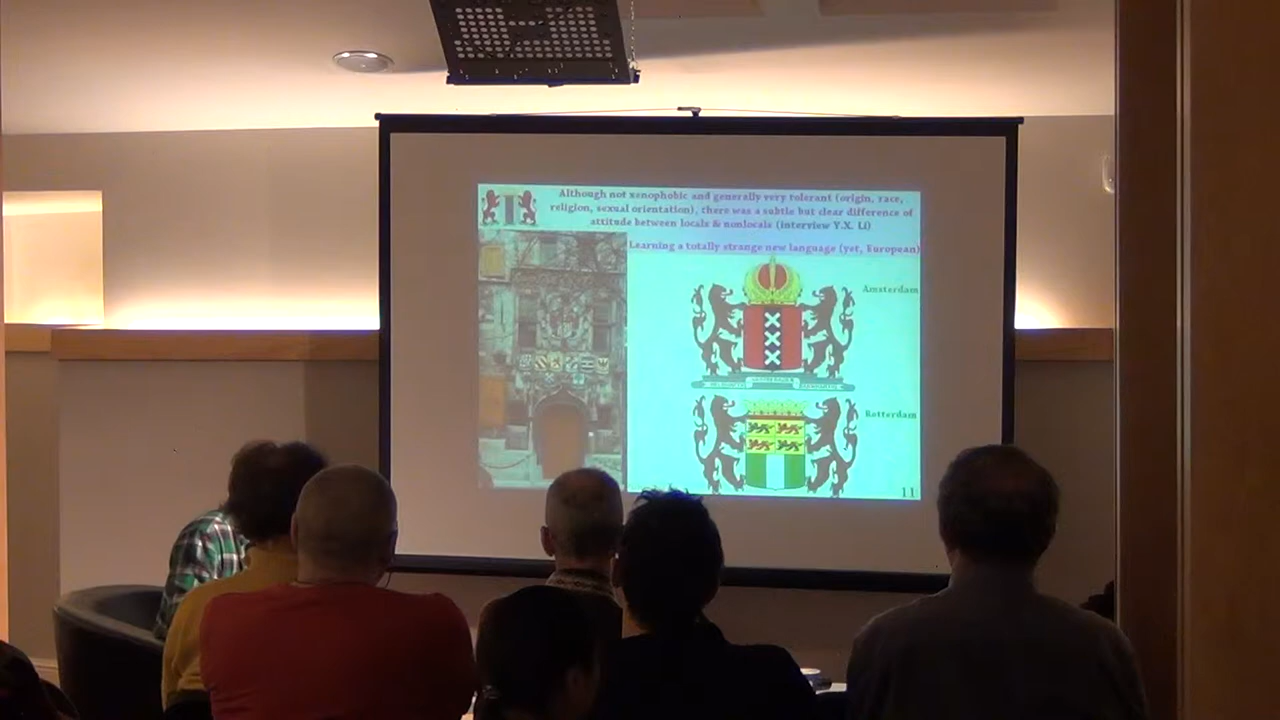 Although not xenophobic and generally very tolerant (origin, race,
religion, sexual orientation), there was a subtle but clear difference of
attitude between locals & nonlocals (interview Y.X. Li)
Learning a totally strange new language (yet, European)
Amsterdam
Rotterdam
11